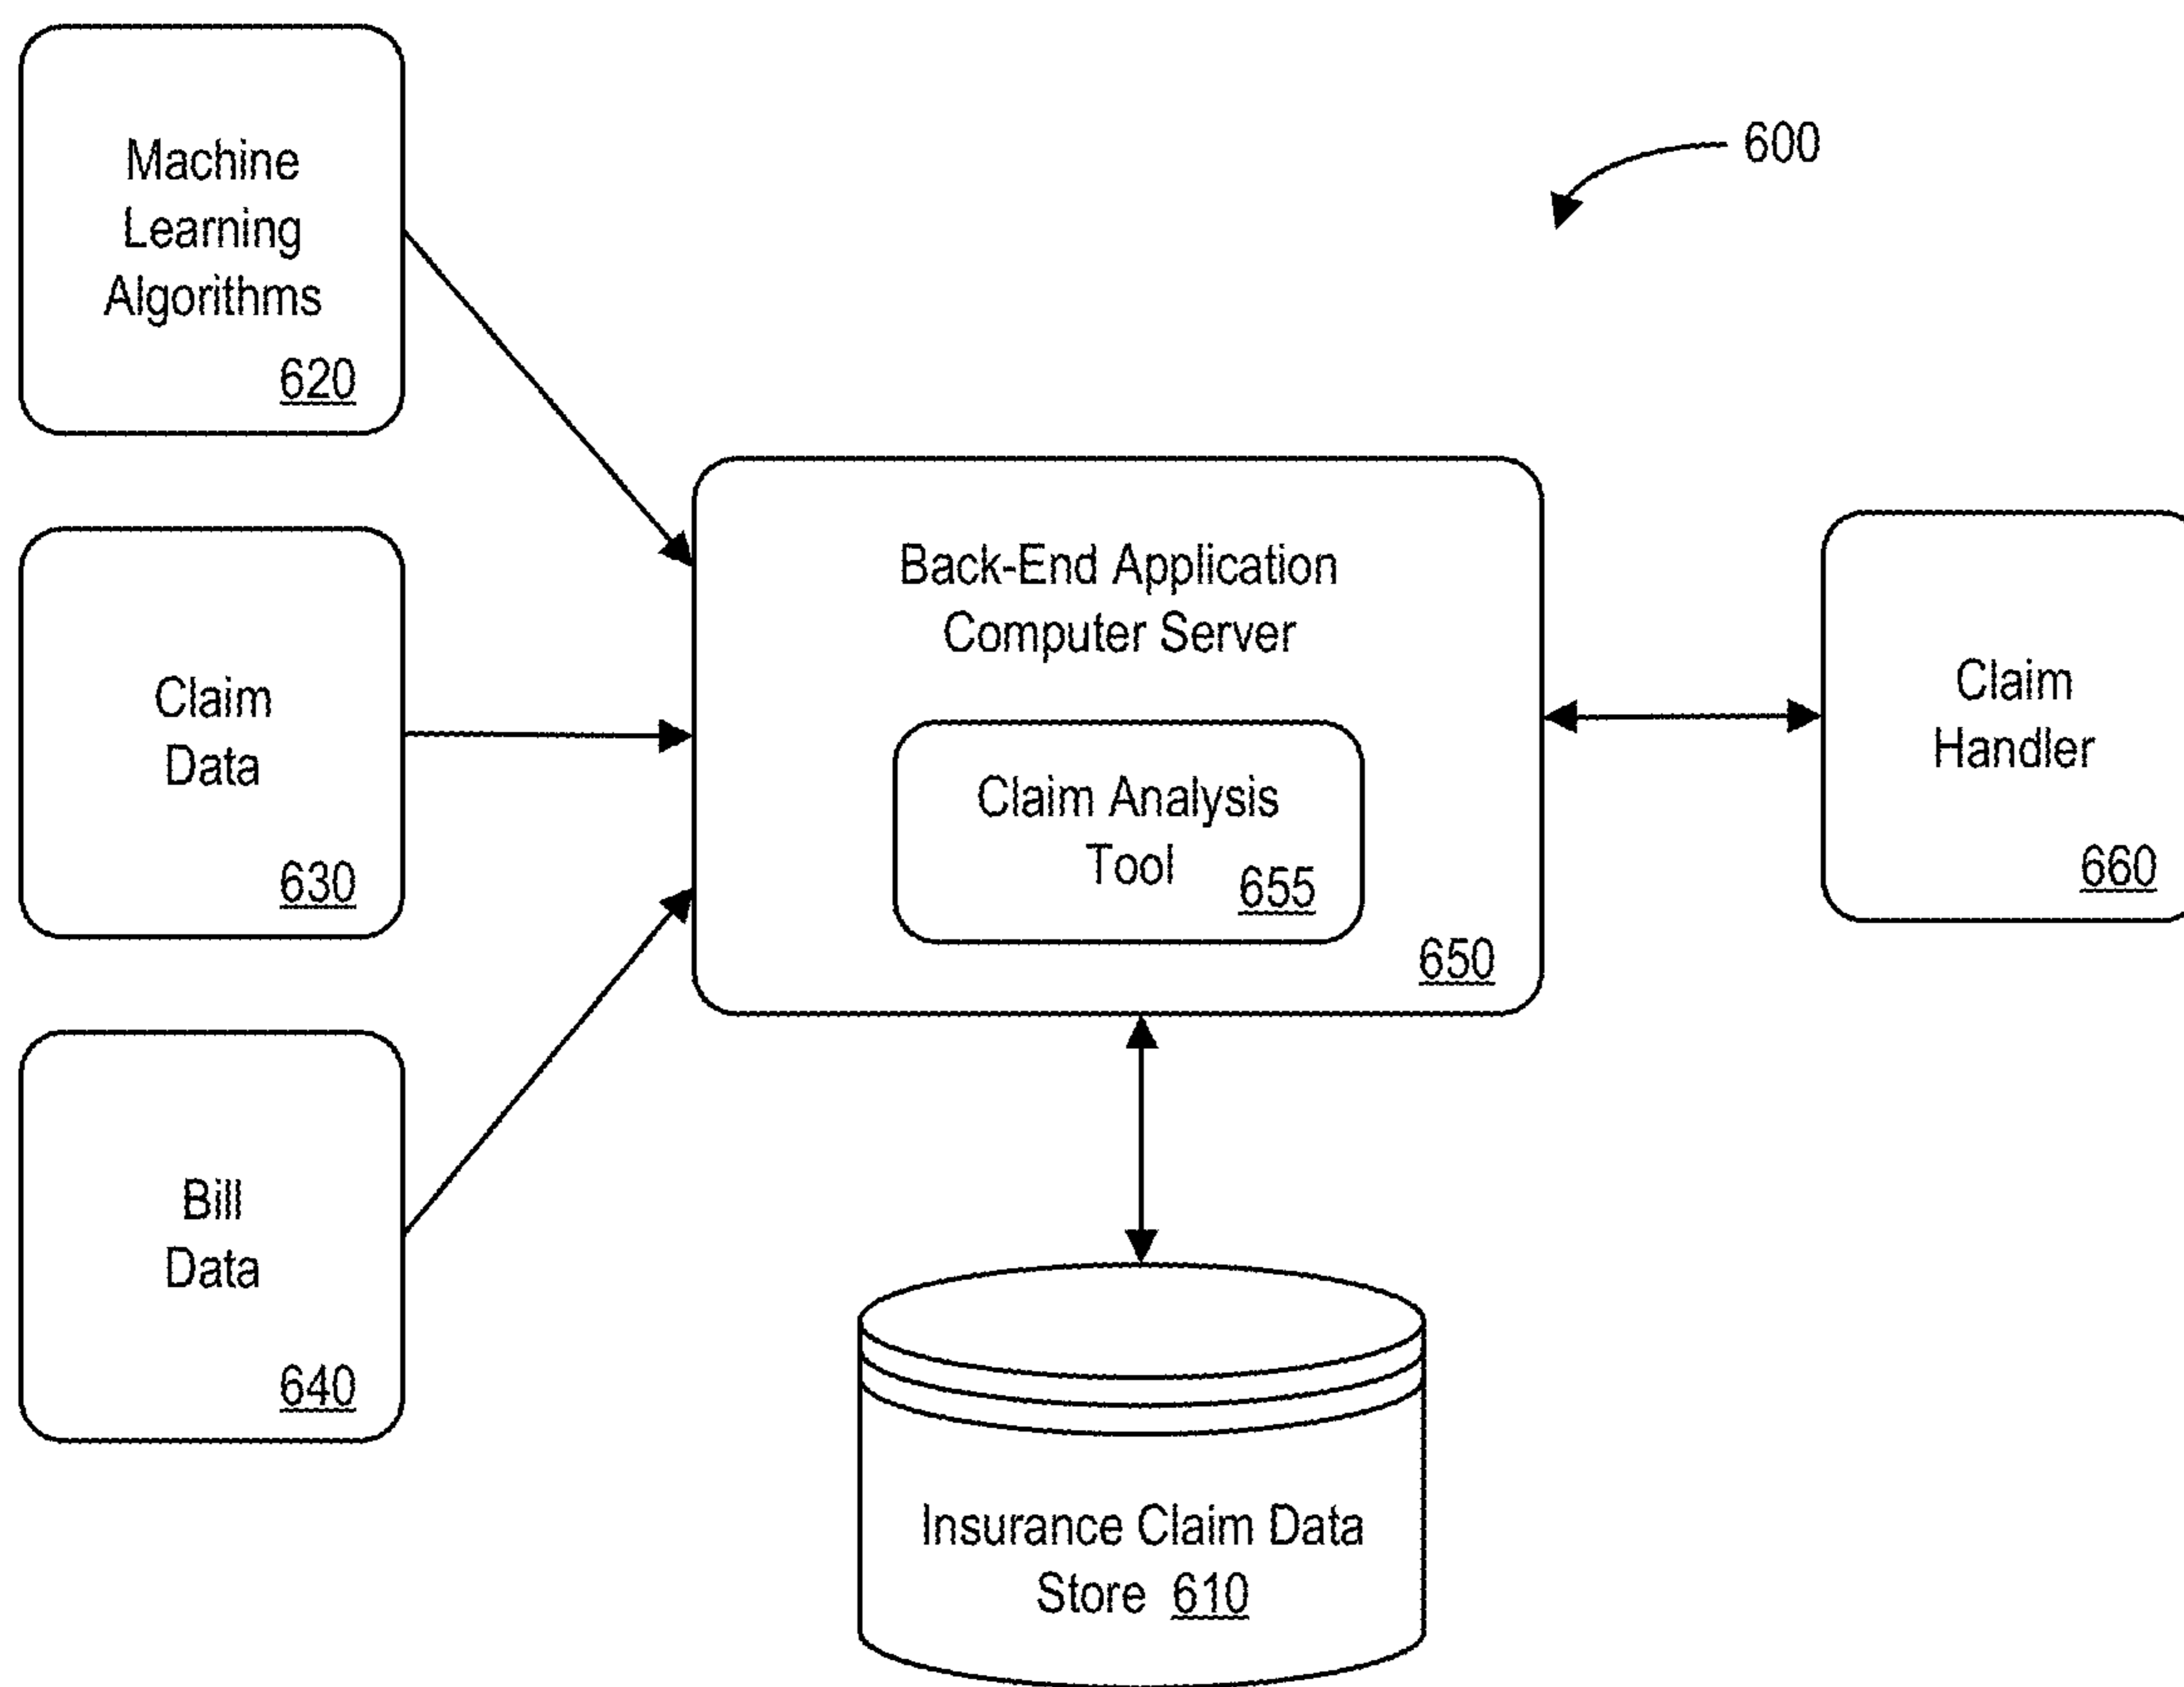 Machine
Learning
Algorithms
620
600
Claim
Data
630
Back-End Application
Computer Server
Claim Analysis
Tool
655
650
Claim
Handler
660
Bill
Data
640
Insurance Claim Data
Store 610